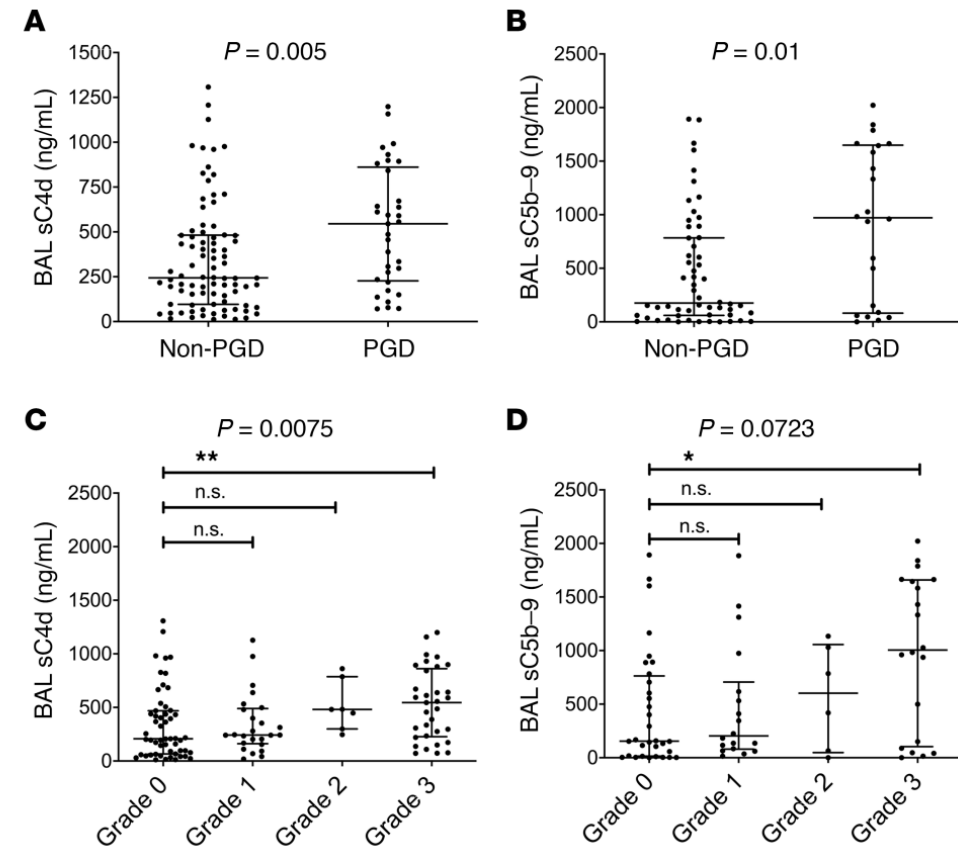 A
P = 0.005
BAL sC4d (ng/mL)
1500
1250
1000
750
500
250
0
Non-PGD
PGD
B
P = 0.01
BAL sC5b–9 (ng/mL)
2500
2000
1500
1000
500
0
Non-PGD
PGD
C
P = 0.0075
**
n.s.
n.s.
BAL sC4d (ng/mL)
2500
2000
1500
1000
500
0
Grade 0
Grade 1
Grade 2
Grade 3
D
P = 0.0723
*
n.s.
n.s.
BAL sC5b–9 (ng/mL)
2500
2000
1500
1000
500
0
Grade 0
Grade 1
Grade 2
Grade 3